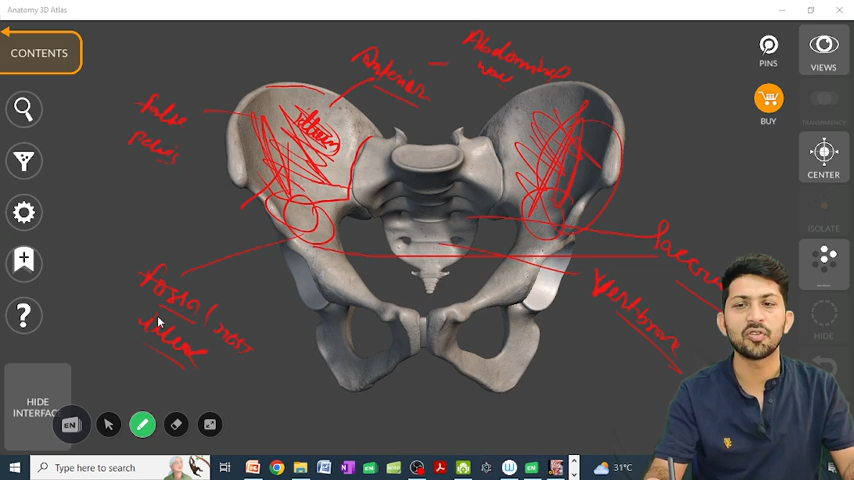 Anatomy 3D Atlas
CONTENTS
PINS
VIEWS
BUY
TRANSPARENCY
CENTER
ISOLATE
HIDE
HIDE
INTERFACE
EN
Anterior - Abdominal
false
pelvis
fossa
Vertebrae
Type here to search
31°C